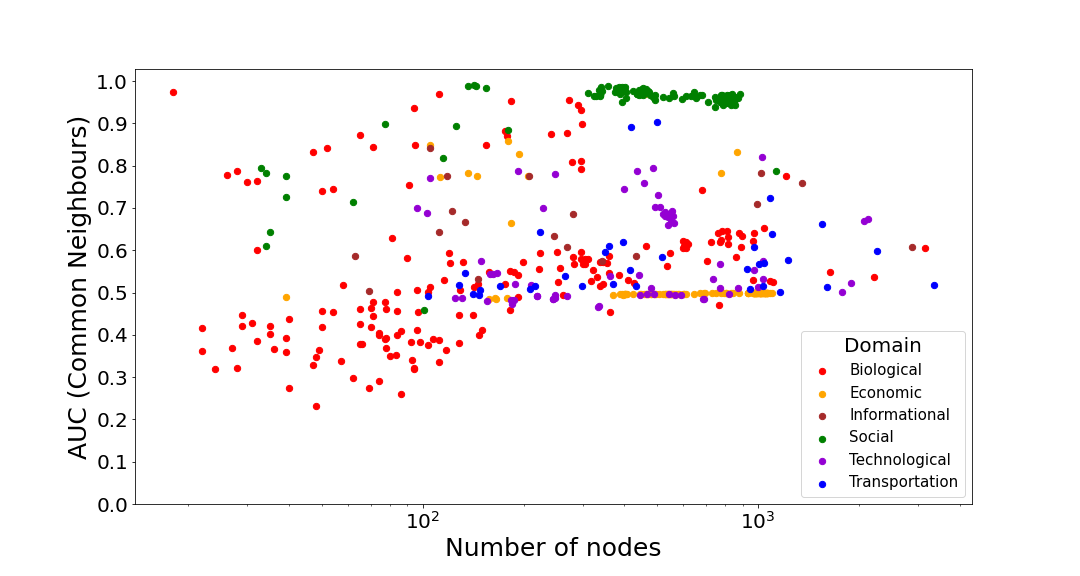 AUC (Common Neighbours)
1.0
0.9
0.8
0.7
0.6
0.5
0.4
0.3
0.2
0.1
0.0
10²
10³
Number of nodes
Domain
Biological
Economic
Informational
Social
Technological
Transportation